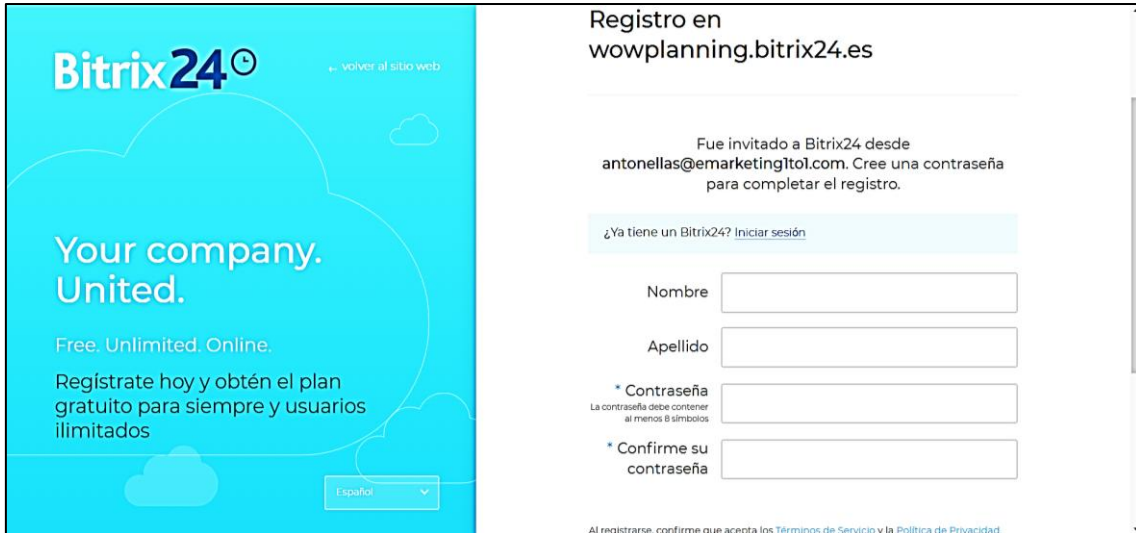 Bitrix24
← volver al sitio web
Your company.
United.
Free. Unlimited. Online.
Regístrate hoy y obtén el plan
gratuito para siempre y usuarios
ilimitados
Español
Registro en
wowplanning.bitrix24.es
Fue invitado a Bitrix24 desde
antonellas@emarketing1to1.com. Cree una contraseña
para completar el registro.
¿Ya tiene un Bitrix24? Iniciar sesión
Nombre
Apellido
* Contraseña
La contraseña debe contener
al menos 8 símbolos
* Confirme su
contraseña
Al registrarse, confirme que acepta los Términos de Servicio y la Política de Privacidad.